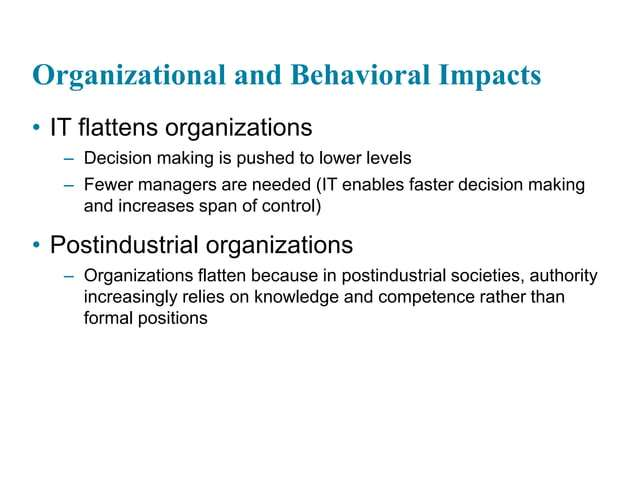 Organizational and Behavioral Impacts
• IT flattens organizations
– Decision making is pushed to lower levels
– Fewer managers are needed (IT enables faster decision making
and increases span of control)
• Postindustrial organizations
– Organizations flatten because in postindustrial societies, authority
increasingly relies on knowledge and competence rather than
formal positions